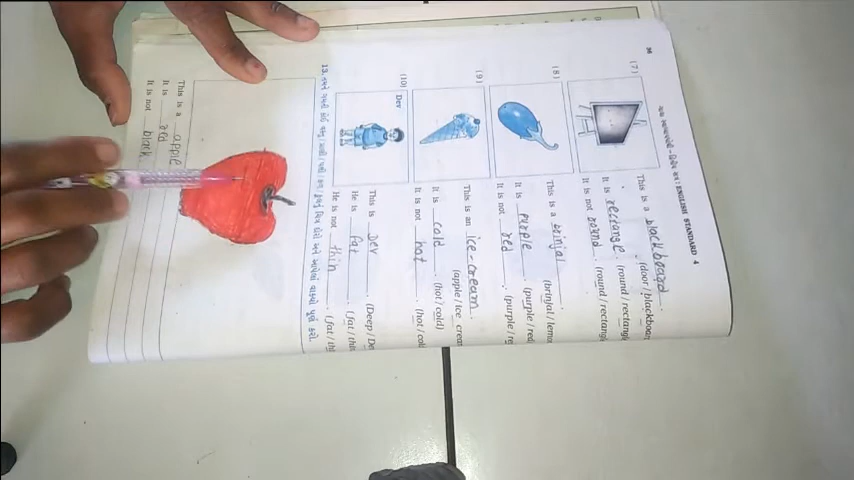 38
ENGLISH STANDARD 4
(7)
This is a blackboard. (door / blackboar
It is rectangle. (round / rectangl
It is not round. (round / rectang
(8)
This is a brinjal. (brinjal / lemo
It is purple (purple / re
It is not red. (purple / re
(9)
This is an ice-cream. (apple / ice crea
It is cold (hot / cold)
It is not hot. (hot / col
(10)
Dev
This is Dev. (Deep / De
He is fat. (fat / thi
He is not thin. (fat / th
This is a apple
It is red
It is not black